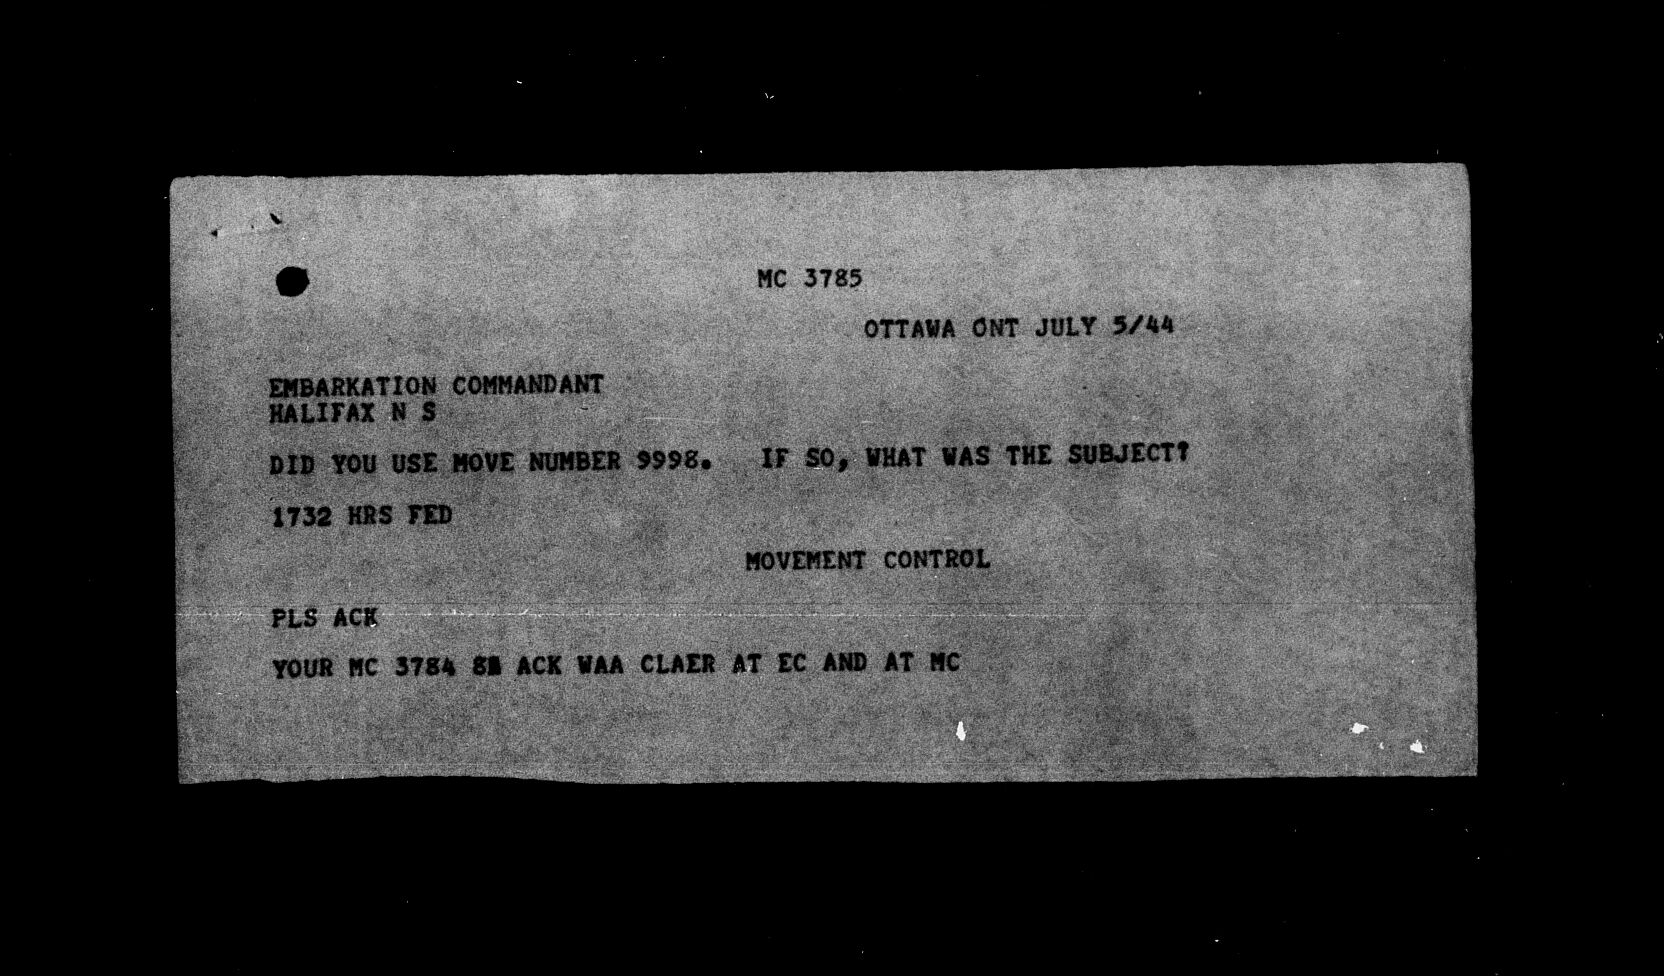 MC 3785
OTTAWA ONT JULY 5/44
EMBARKATION COMMANDANT
HALIFAX N S
DID YOU USE MOVE NUMBER 9998. IF SO, WHAT WAS THE SUBJECT?
1732 HRS FED
MOVEMENT CONTROL
PLS ACK
YOUR MC 3784 ACK WAA CLAER AT EC AND AT MC